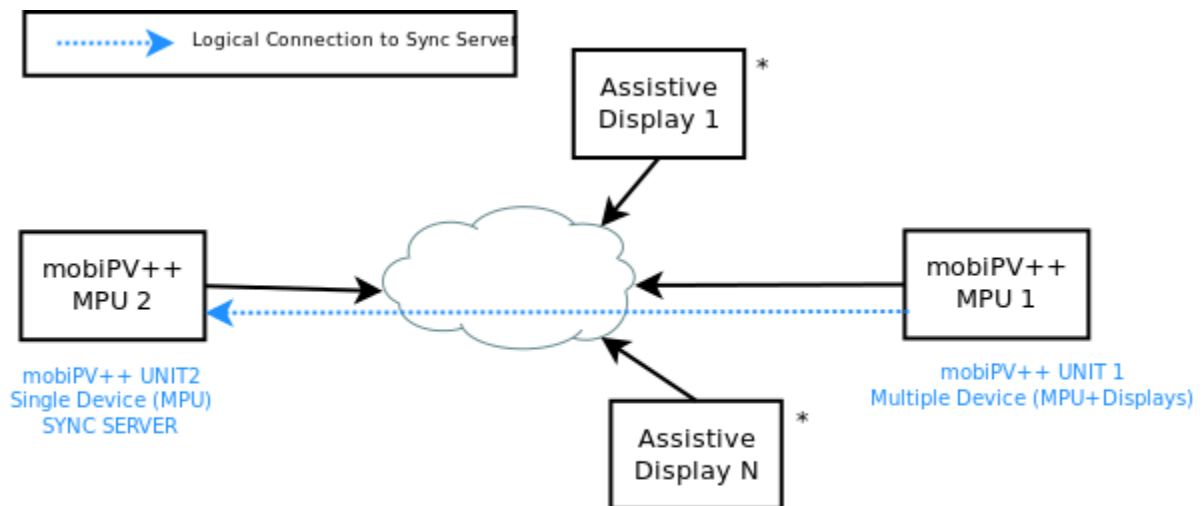 Logical Connection to Sync Server
Assistive
Display 1
*
mobiPV++
MPU 2
mobiPV++
MPU 1
mobiPV++ UNIT2
Single Device (MPU)
SYNC SERVER
mobiPV++ UNIT 1
Multiple Device (MPU+Displays)
Assistive
Display N
*